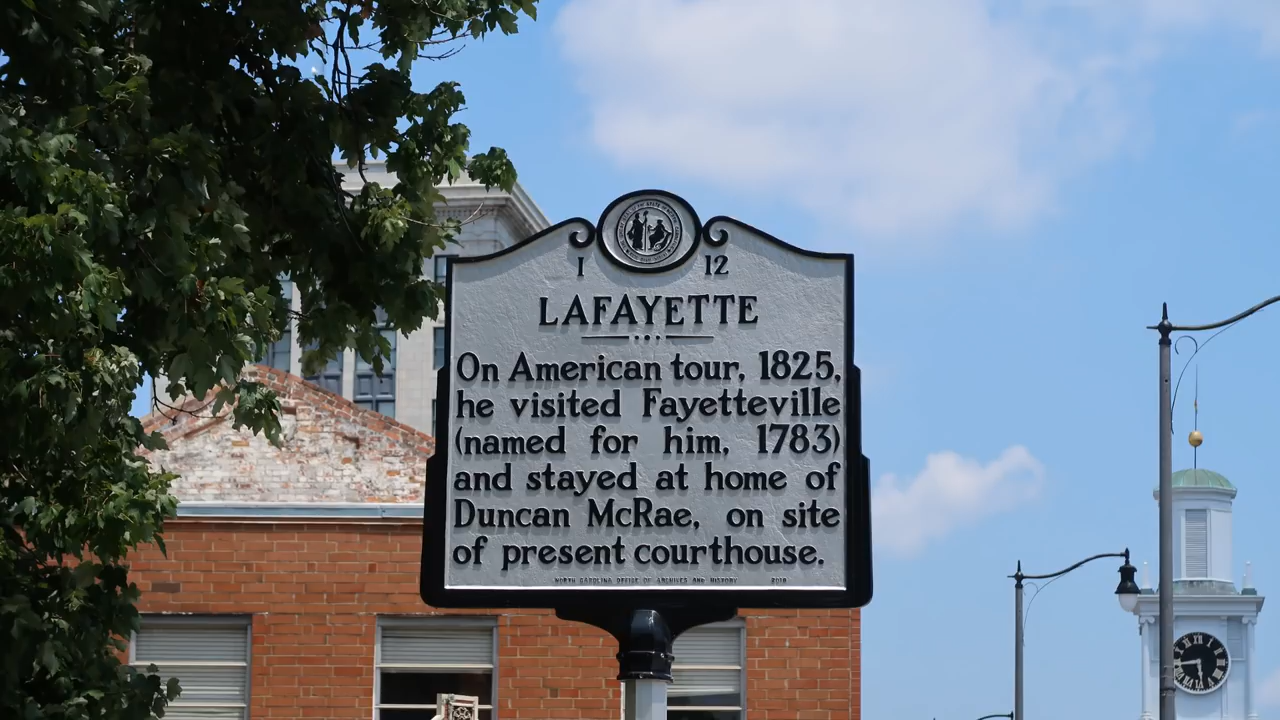 I 12
LAFAYETTE
On American tour, 1825,
he visited Fayetteville
(named for him, 1783)
and stayed at home of
Duncan McRae, on site
of present courthouse.
NORTH CAROLINA OFFICE OF ARCHIVES AND HISTORY 2018